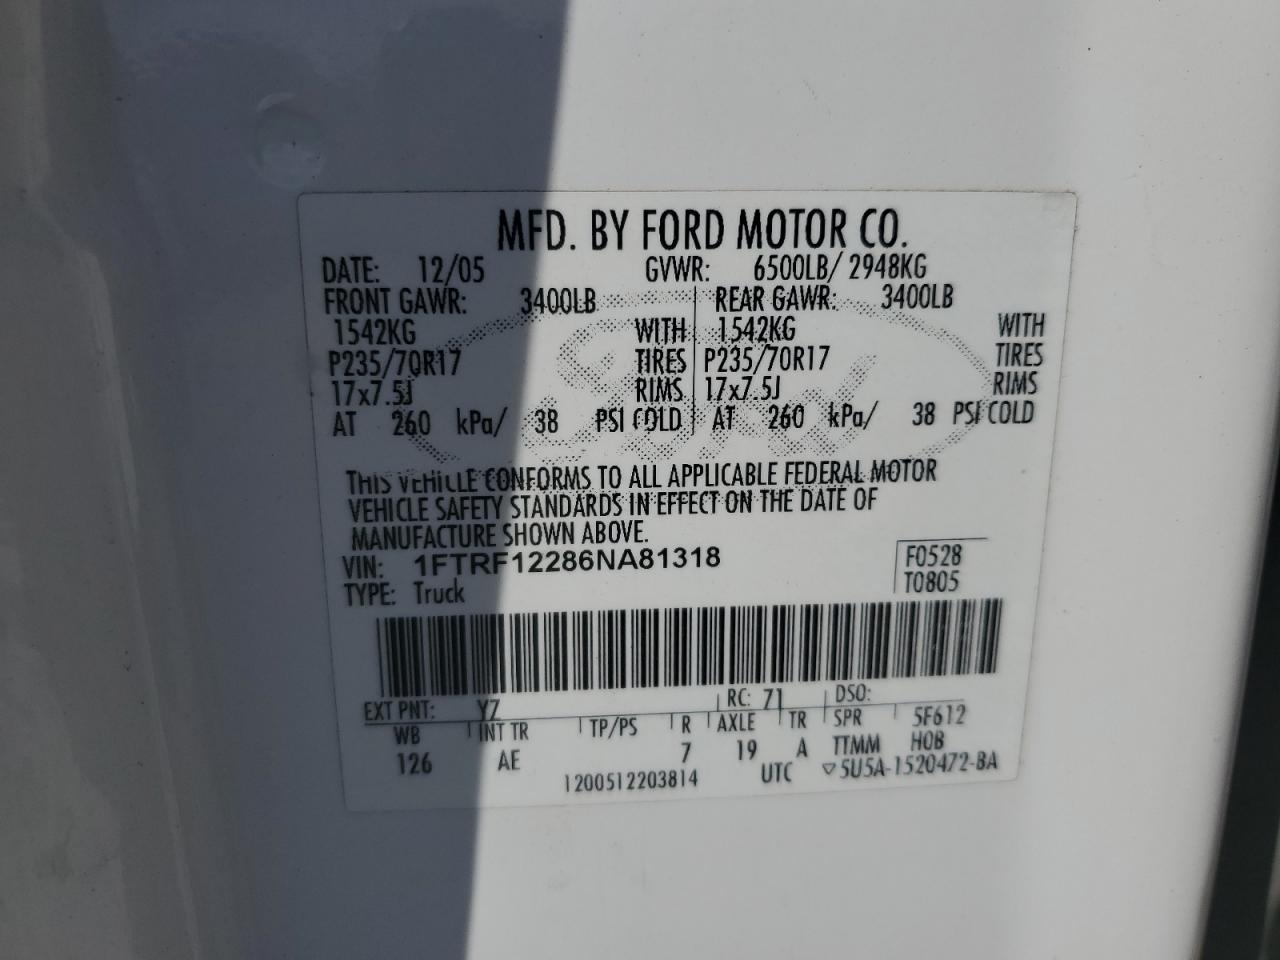 MFD. BY FORD MOTOR CO.
DATE: 12/05 GVWR: 6500LB/ 2948KG
FRONT GAWR: 3400LB REAR GAWR: 3400LB
1542KG WITH 1542KG WITH
P235/70R17 TIRES P235/70R17 TIRES
17x7.5J RIMS 17x7.5J RIMS
AT 260 kPa/ 38 PSI COLD AT 260 kPa/ 38 PSI COLD
THIS VEHICLE CONFORMS TO ALL APPLICABLE FEDERAL MOTOR
VEHICLE SAFETY STANDARDS IN EFFECT ON THE DATE OF
MANUFACTURE SHOWN ABOVE.
VIN: 1FTRF12286NA81318 F0528
TYPE: Truck T0805
EXT PNT: YZ RC: 71 DSO:
WB INT TR TP/PS R AXLE TR SPR 5F612
126 AE 7 19 A TTMM HOB
1200512203814 UTC ▽5U5A-1520472-BA